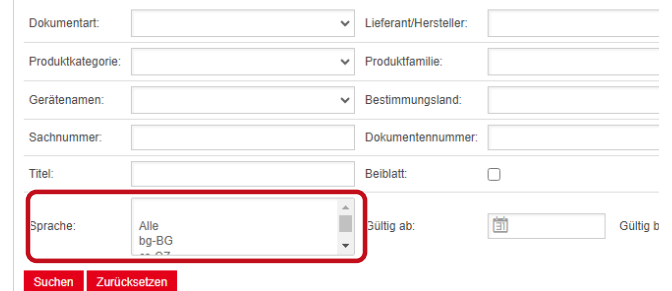 Dokumentart: Lieferant/Hersteller:
Produktkategorie: Produktfamilie:
Gerätenamen: Bestimmungsland:
Sachnummer: Dokumentennummer:
Titel: Beiblatt:
Sprache: Alle Gültig ab: Gültig b
bg-BG
Suchen Zurücksetzen